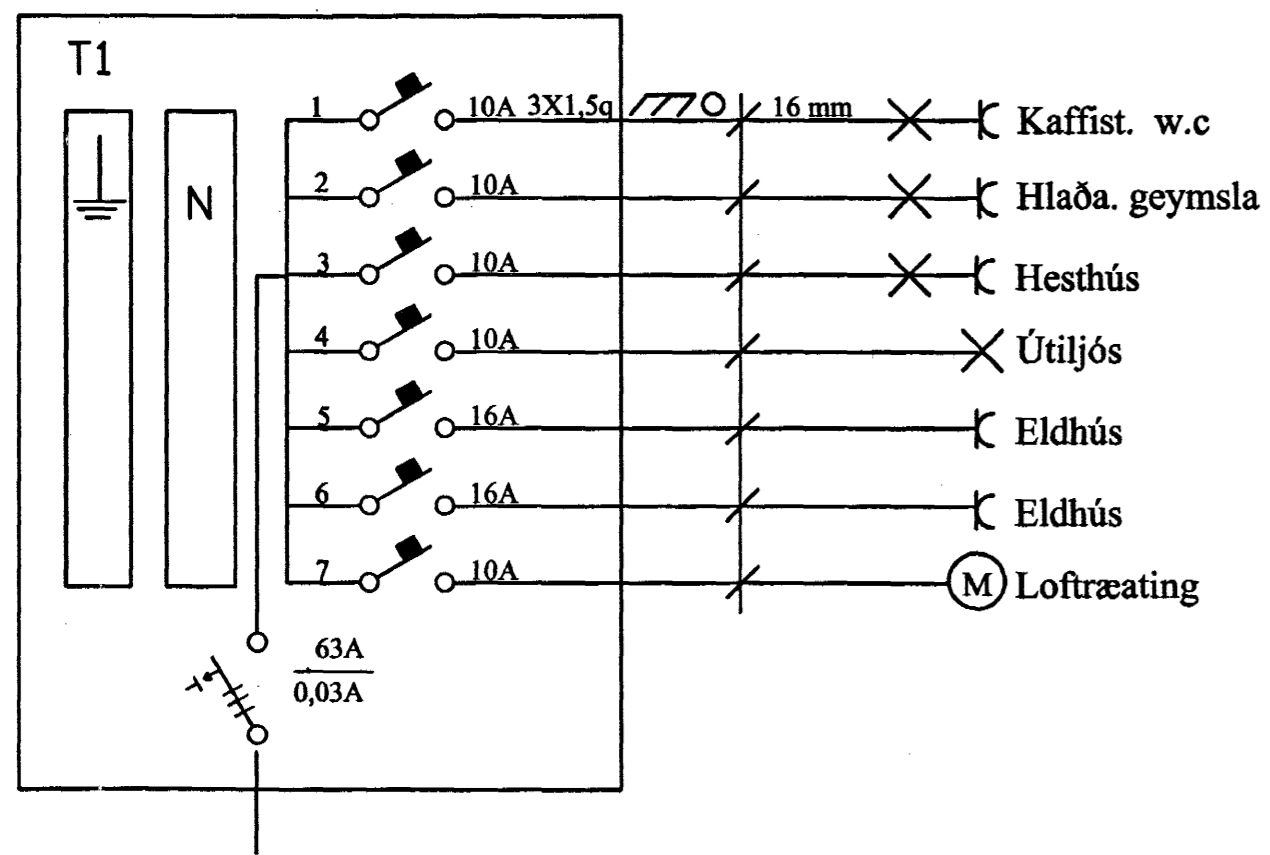 T1
1 10A 3X1,5q 16 mm Kaffist. w.c
N
2 10A Hlaða. geymsla
3 10A Hesthús
4 10A Útiljós
5 16A Eldhús
6 16A Eldhús
7 10A M Loftræating
63A
0,03A